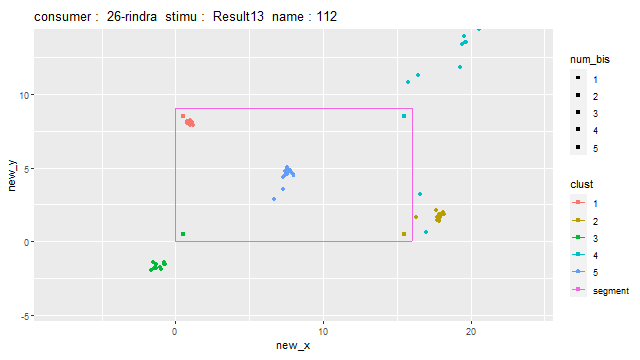 consumer : 26-rindra stimu : Result13 name : 112
new_y
10
5
0
-5
0
10
20
new_x
num_bis
1
2
3
4
5
clust
1
2
3
4
5
segment